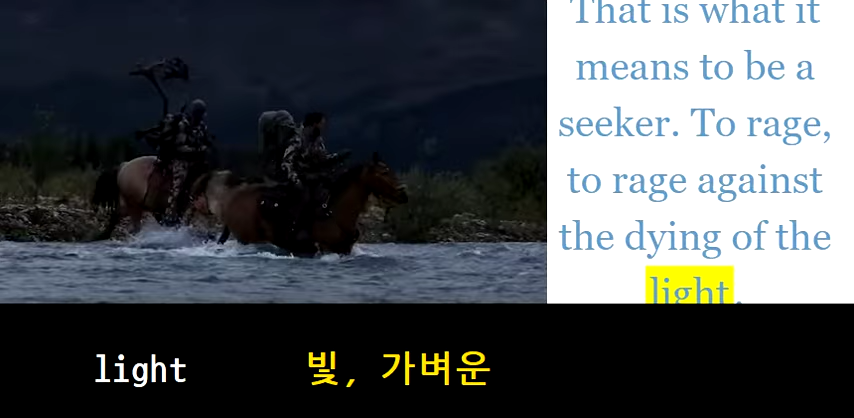 That is what it
means to be a
seeker. To rage,
to rage against
the dying of the
light.
light 빛, 가벼운